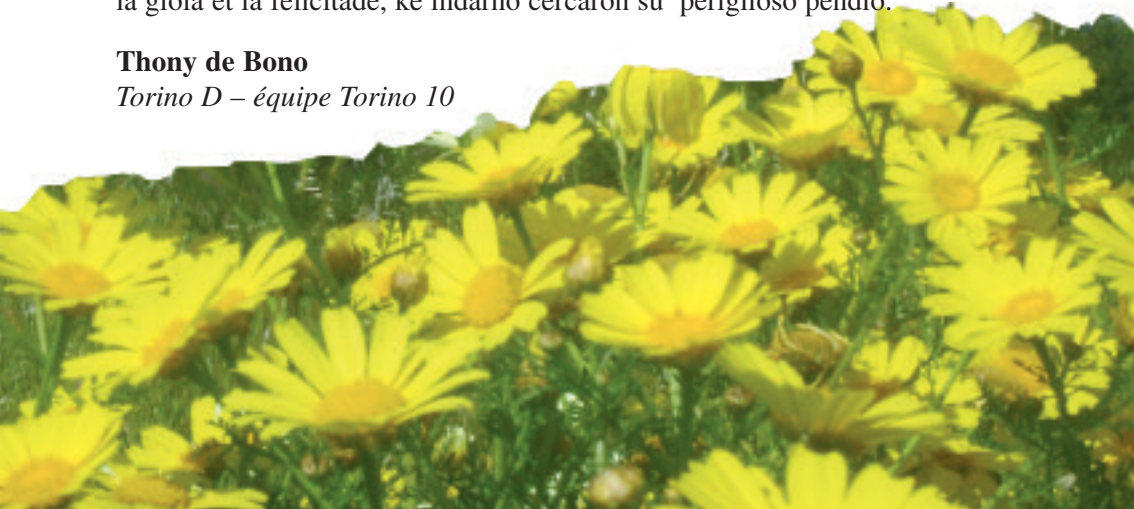 la gioia et la felicitade, ke indarno cercaron su' periglioso pendio.
Thony de Bono
Torino D – équipe Torino 10